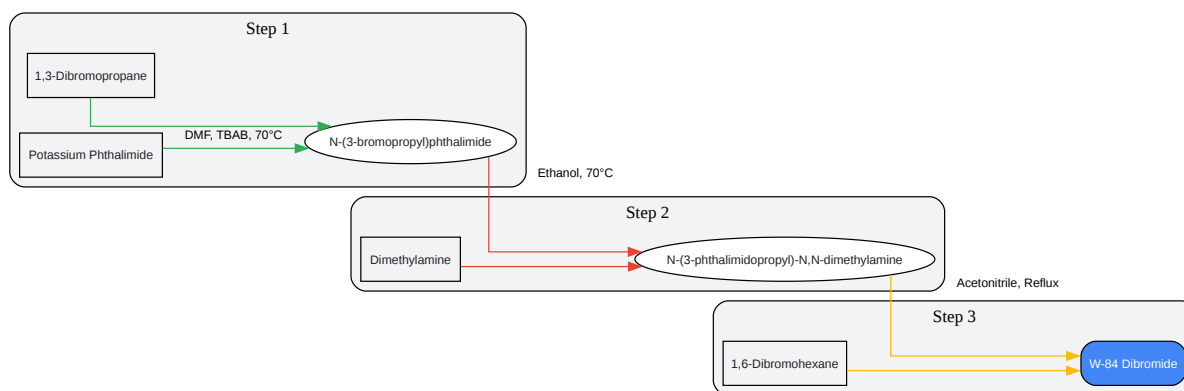 Step 1
1,3-Dibromopropane
DMF, TBAB, 70°C
N-(3-bromopropyl)phthalimide
Potassium Phthalimide
Ethanol, 70°C
Step 2
Dimethylamine
N-(3-phthalimidopropyl)-N,N-dimethylamine
Acetonitrile, Reflux
Step 3
1,6-Dibromohexane
W-84 Dibromide